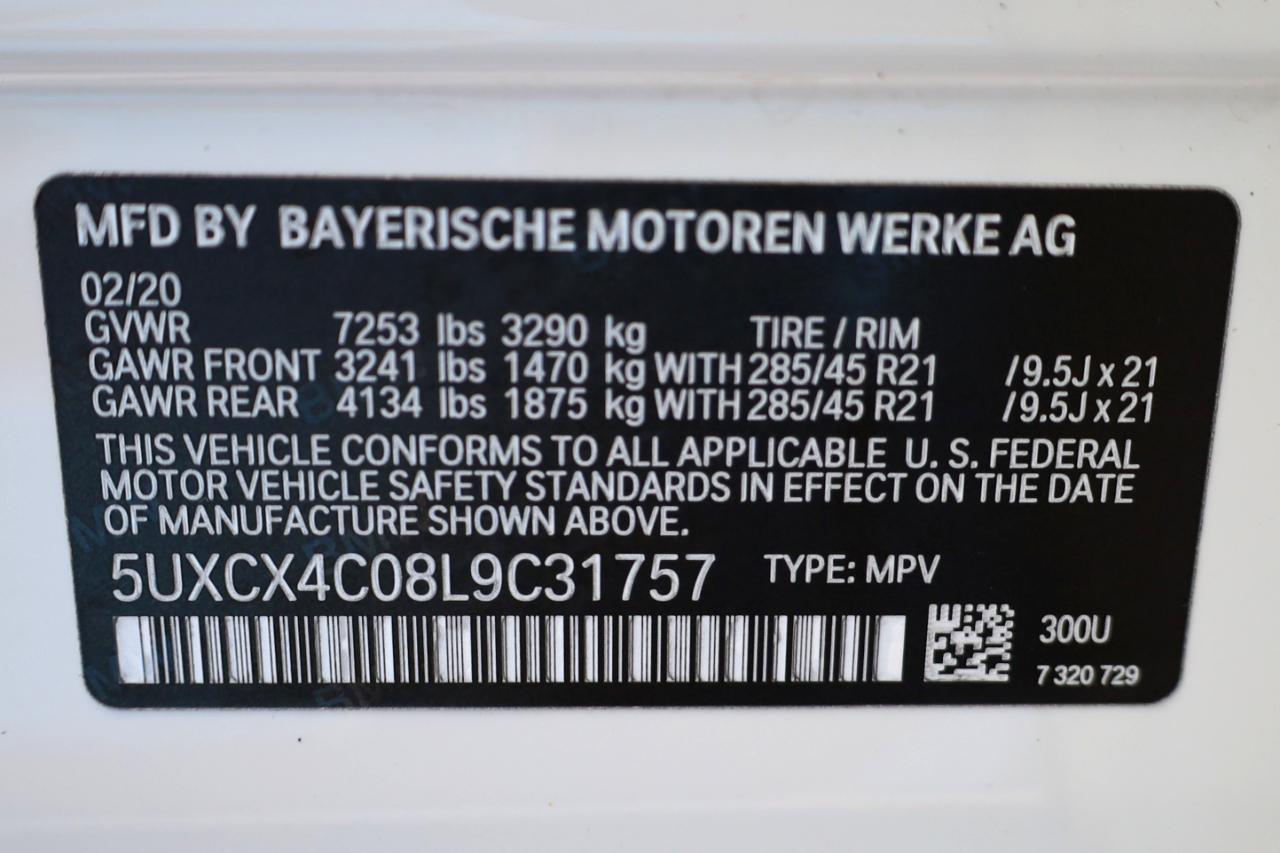 MFD BY BAYERISCHE MOTOREN WERKE AG
02/20
GVWR 7253 lbs 3290 kg TIRE / RIM
GAWR FRONT 3241 lbs 1470 kg WITH 285/45 R21 /9.5J x 21
GAWR REAR 4134 lbs 1875 kg WITH 285/45 R21 /9.5J x 21
THIS VEHICLE CONFORMS TO ALL APPLICABLE U. S. FEDERAL
MOTOR VEHICLE SAFETY STANDARDS IN EFFECT ON THE DATE
OF MANUFACTURE SHOWN ABOVE.
5UXCX4C08L9C31757 TYPE: MPV
300U
7 320 729